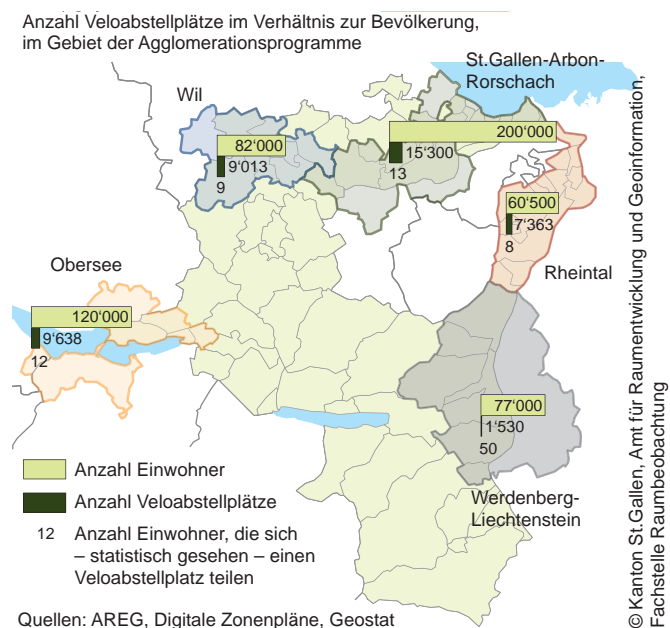 Anzahl Veloabstellplätze im Verhältnis zur Bevölkerung,
im Gebiet der Agglomerationsprogramme
St.Gallen-Arbon-
Rorschach
Wil
200‘000
15‘300
13
82‘000
9‘013
9
60‘500
7‘363
8
Rheintal
Obersee
120‘000
9‘638
12
77‘000
1‘530
50
Werdenberg-
Liechtenstein
Anzahl Einwohner
Anzahl Veloabstellplätze
12 Anzahl Einwohner, die sich
– statistisch gesehen – einen
Veloabstellplatz teilen
Quellen: AREG, Digitale Zonenpläne, Geostat
© Kanton St.Gallen, Amt für Raumentwicklung und Geoinformation,
Fachstelle Raumbeobachtung